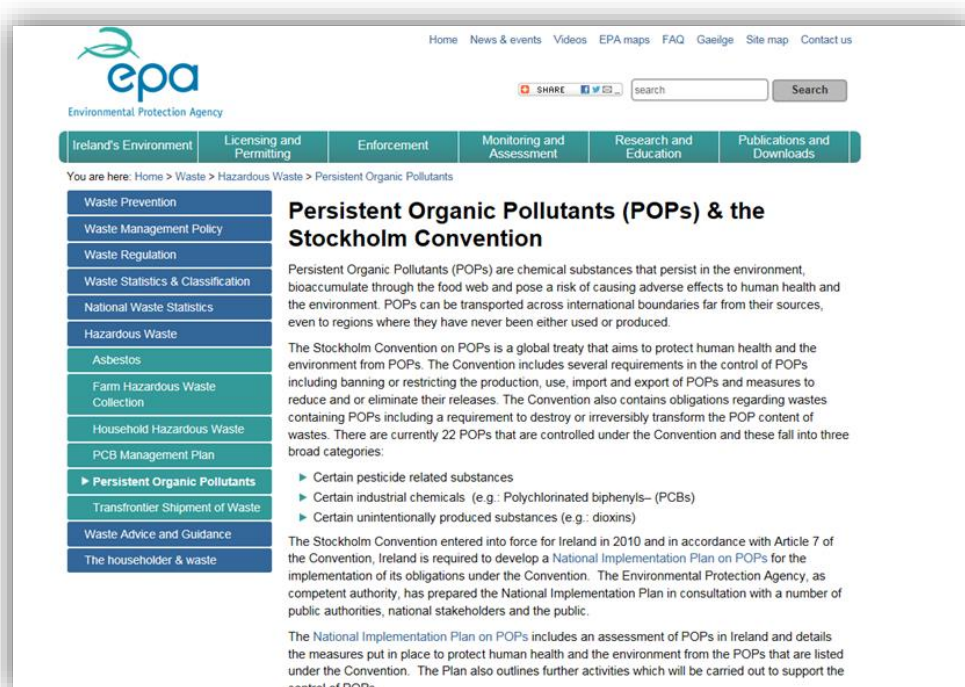 Home News & events Videos EPA maps FAQ Gaeilge Site map Contact us
epa
Environmental Protection Agency
SHARE
search
Search
Ireland's Environment
Licensing and
Permitting
Enforcement
Monitoring and
Assessment
Research and
Education
Publications and
Downloads
You are here: Home > Waste > Hazardous Waste > Persistent Organic Pollutants
Waste Prevention
Waste Management Policy
Waste Regulation
Waste Statistics & Classification
National Waste Statistics
Hazardous Waste
Asbestos
Farm Hazardous Waste
Collection
Household Hazardous Waste
PCB Management Plan
Persistent Organic Pollutants
Transfrontier Shipment of Waste
Waste Advice and Guidance
The householder & waste
Persistent Organic Pollutants (POPs) & the
Stockholm Convention
Persistent Organic Pollutants (POPs) are chemical substances that persist in the environment,
bioaccumulate through the food web and pose a risk of causing adverse effects to human health and
the environment. POPs can be transported across international boundaries far from their sources,
even to regions where they have never been either used or produced.
The Stockholm Convention on POPs is a global treaty that aims to protect human health and the
environment from POPs. The Convention includes several requirements in the control of POPs
including banning or restricting the production, use, import and export of POPs and measures to
reduce and or eliminate their releases. The Convention also contains obligations regarding wastes
containing POPs including a requirement to destroy or irreversibly transform the POP content of
wastes. There are currently 22 POPs that are controlled under the Convention and these fall into three
broad categories:
Certain pesticide related substances
Certain industrial chemicals (e.g.: Polychlorinated biphenyls– (PCBs)
Certain unintentionally produced substances (e.g.: dioxins)
The Stockholm Convention entered into force for Ireland in 2010 and in accordance with Article 7 of
the Convention, Ireland is required to develop a National Implementation Plan on POPs for the
implementation of its obligations under the Convention. The Environmental Protection Agency, as
competent authority, has prepared the National Implementation Plan in consultation with a number of
public authorities, national stakeholders and the public.
The National Implementation Plan on POPs includes an assessment of POPs in Ireland and details
the measures put in place to protect human health and the environment from the POPs that are listed
under the Convention. The Plan also outlines further activities which will be carried out to support the
control of POPs